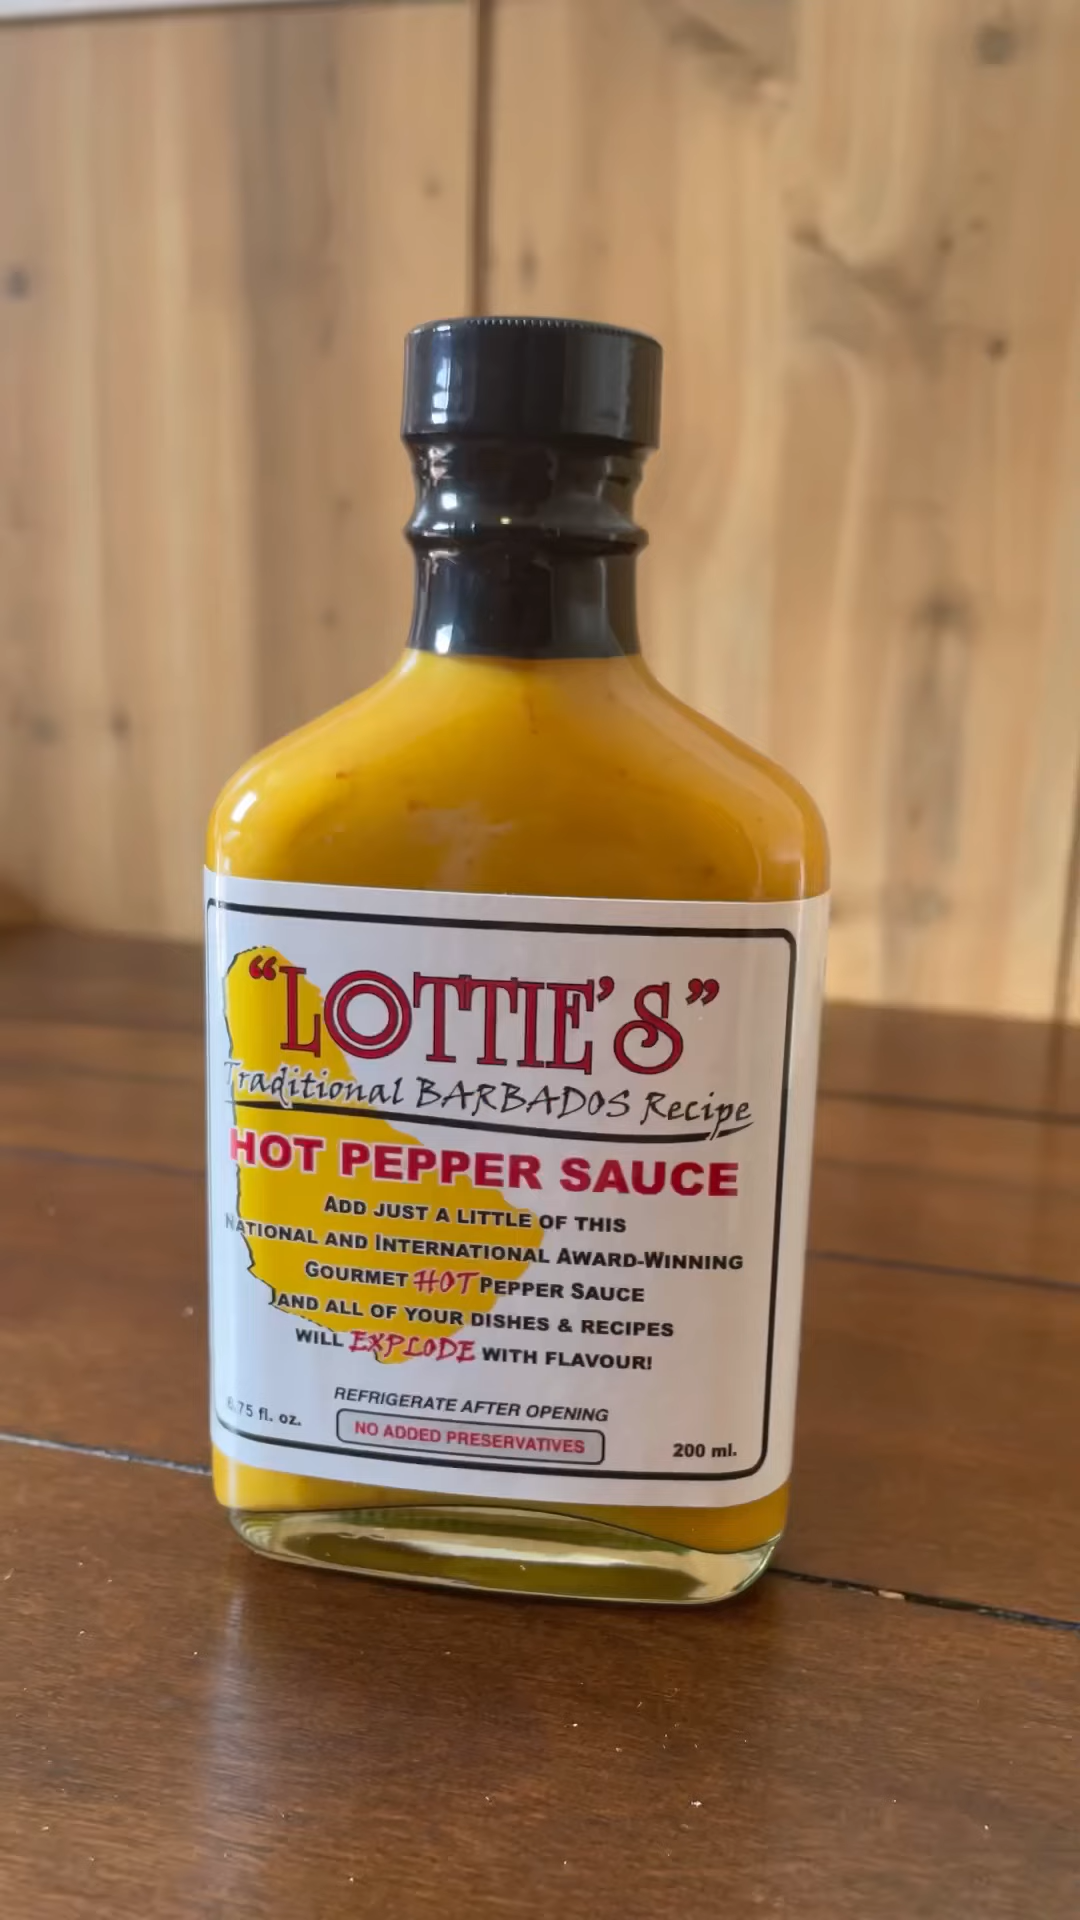 “LOTTIE’S”
Traditional BARBADOS Recipe
HOT PEPPER SAUCE
ADD JUST A LITTLE OF THIS
NATIONAL AND INTERNATIONAL AWARD-WINNING
GOURMET HOT PEPPER SAUCE
AND ALL OF YOUR DISHES & RECIPES
WILL EXPLODE WITH FLAVOUR!
REFRIGERATE AFTER OPENING
6.75 fl. oz.
NO ADDED PRESERVATIVES
200 ml.